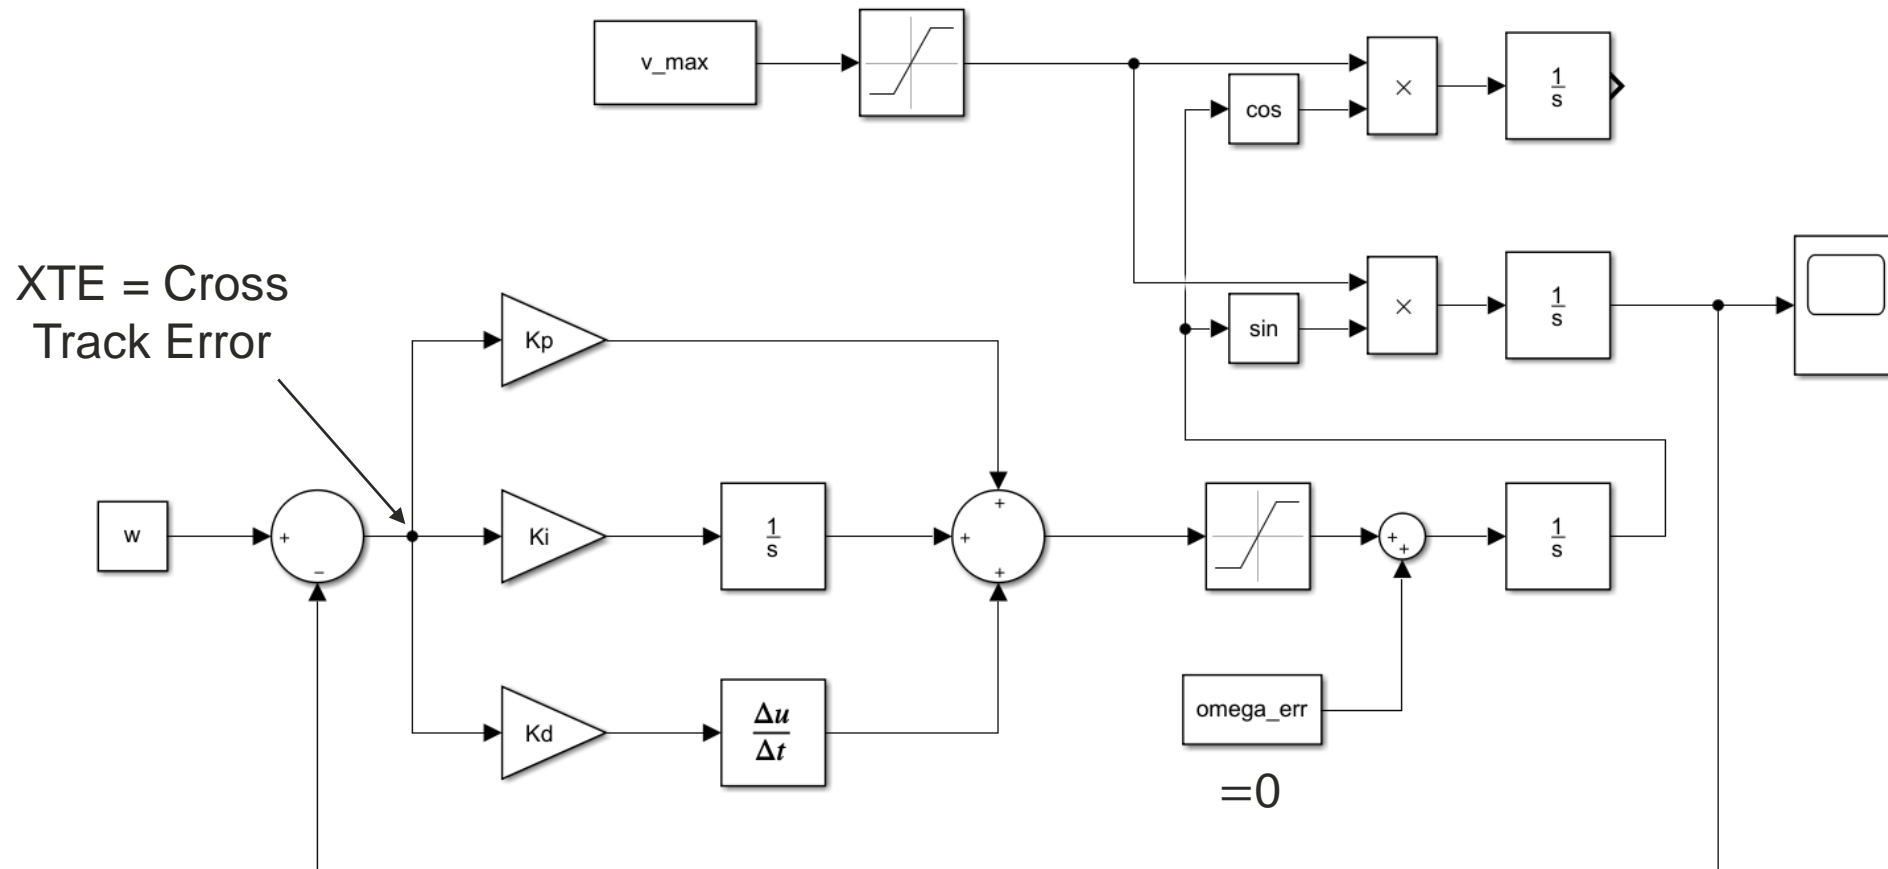 v_max
×
1
s
cos
XTE = Cross
Track Error
Kp
sin
×
1
s
w
+
−
Ki
1
s
+
+
+
+
+
1
s
Kd
Δu
Δt
omega_err
=0